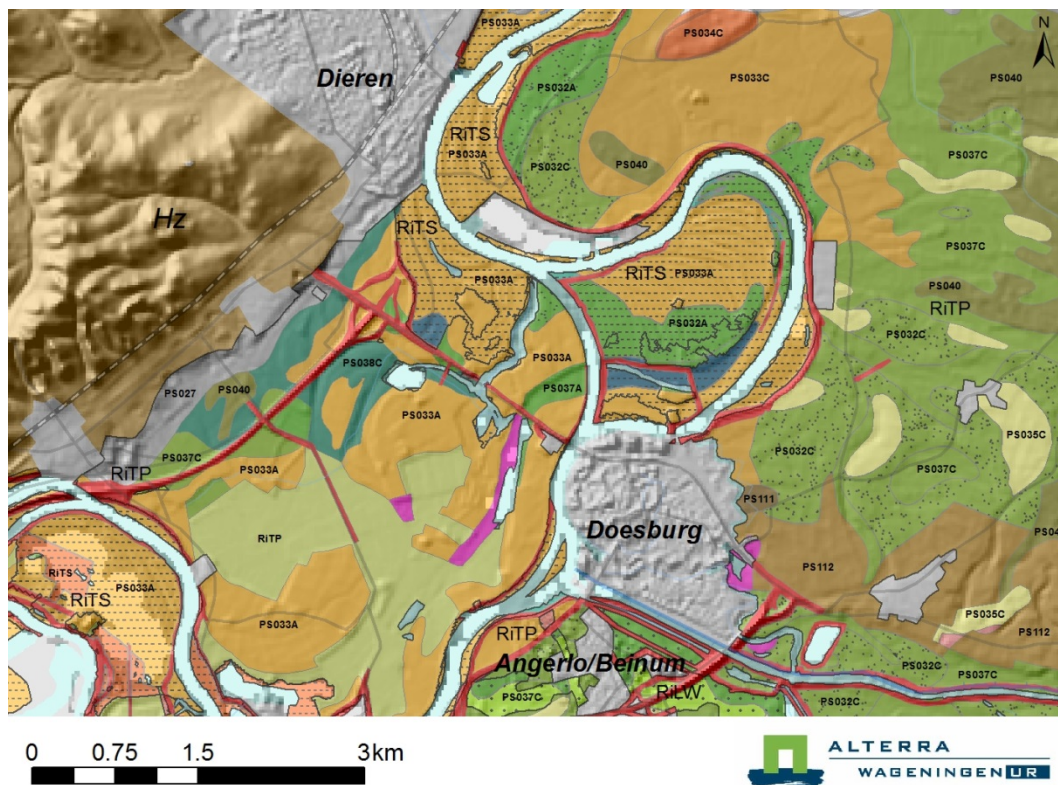 PS033A
PS034C
N
Dieren
PS032A
PS033C
PS040
RiTS
PS033A
PS037C
PS032C
PS040
Hz
RiTS
PS033A
RiTS
PS033A
PS037C
PS040
RiTP
PS032A
PS032C
PS033A
PS038C
PS037A
PS027
PS040
PS033A
PS035C
PS032C
PS037C
PS037C
RiTP
PS033A
PS111
Doesburg
RiTP
PS112
RiTS
PS033A
RiTS
PS033A
PS035C
RiTP
PS112
Angerlo/Beinum
PS032C
PS037C
RiLW
PS037C
PS032C
0 0.75 1.5 3km
ALTERRA
WAGENINGEN UR